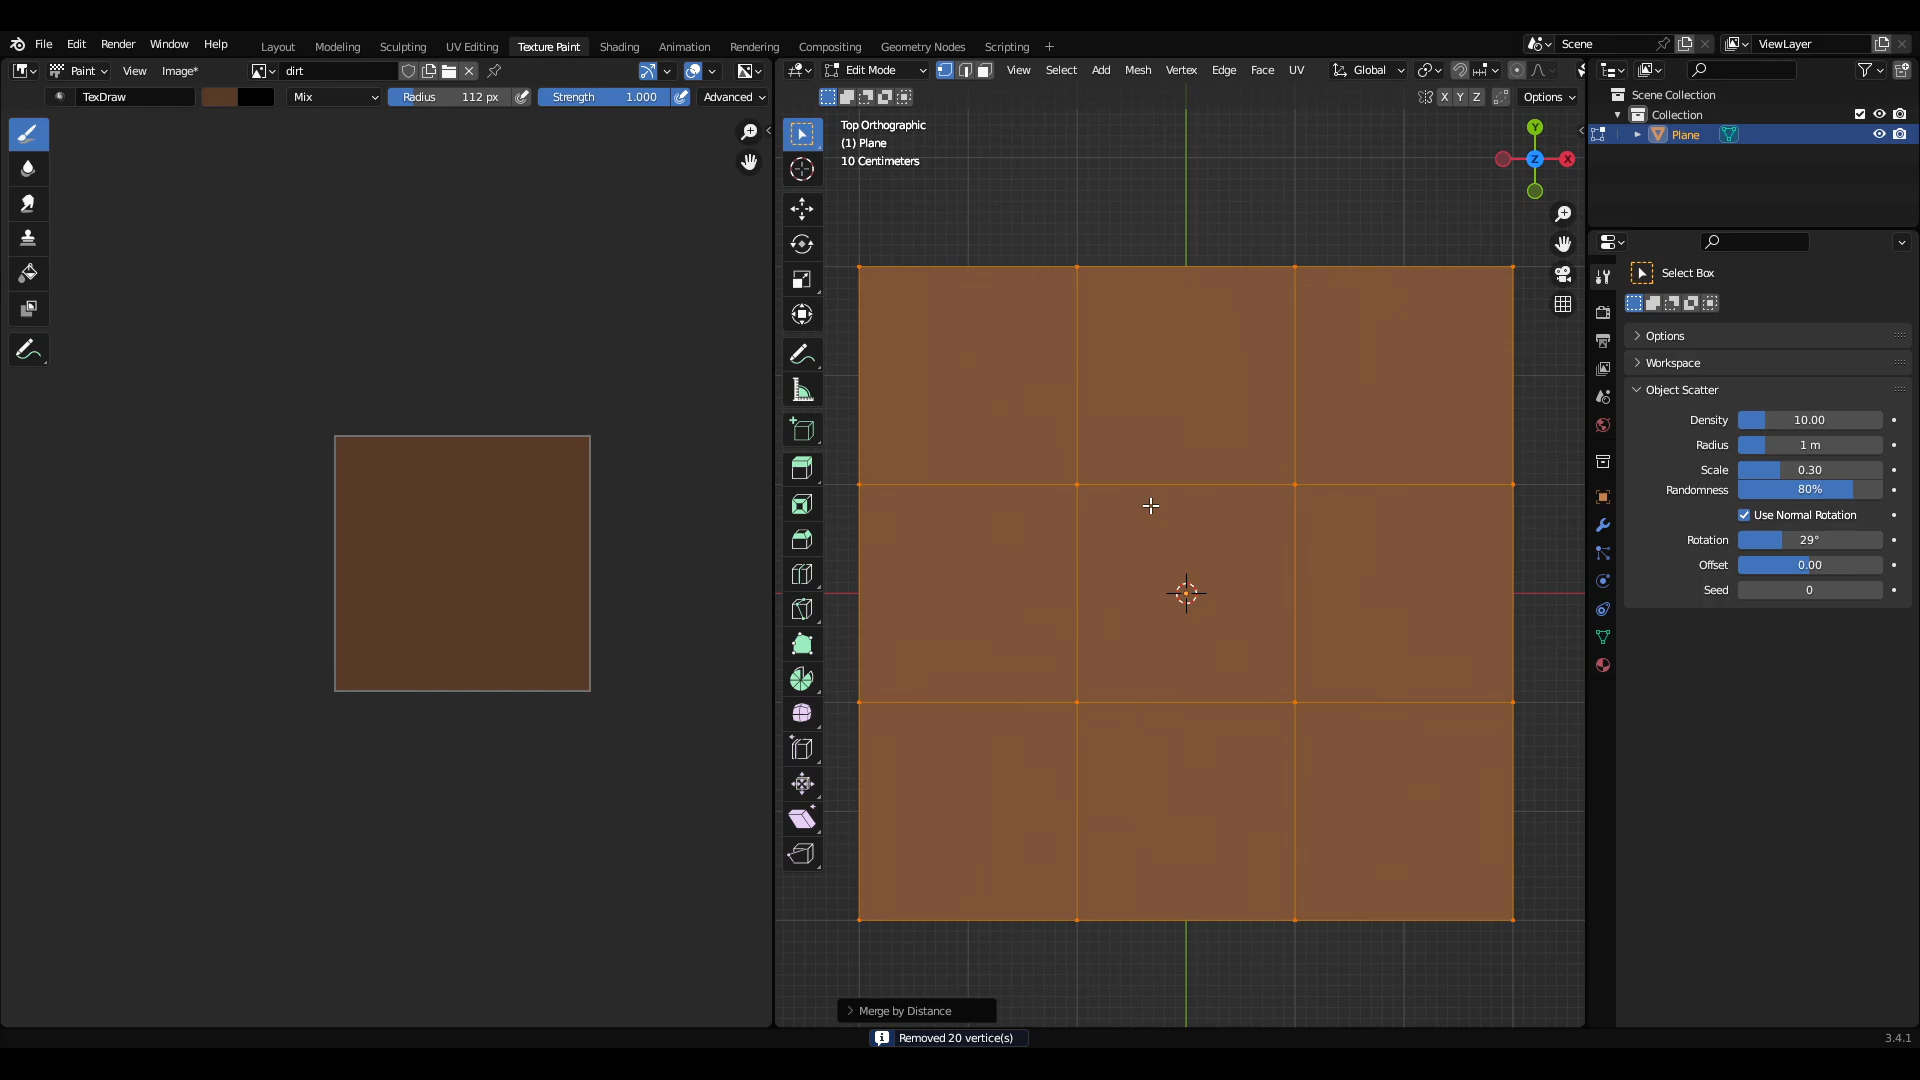 File Edit Render Window Help
Layout Modeling Sculpting UV Editing Texture Paint Shading Animation Rendering Compositing Geometry Nodes Scripting +
Scene
ViewLayer
Paint View Image* dirt
Edit Mode View Select Add Mesh Vertex Edge Face UV Global
TexDraw Mix Radius 112 px Strength 1.000 Advanced
X Y Z Options
Top Orthographic
(1) Plane
10 Centimeters
Y
Z X
Scene Collection
Collection
Plane
Select Box
Options
Workspace
Object Scatter
Density 10.00
Radius 1 m
Scale 0.30
Randomness 80%
Use Normal Rotation
Rotation 29°
Offset 0.00
Seed 0
Merge by Distance
Removed 20 vertice(s)
3.4.1